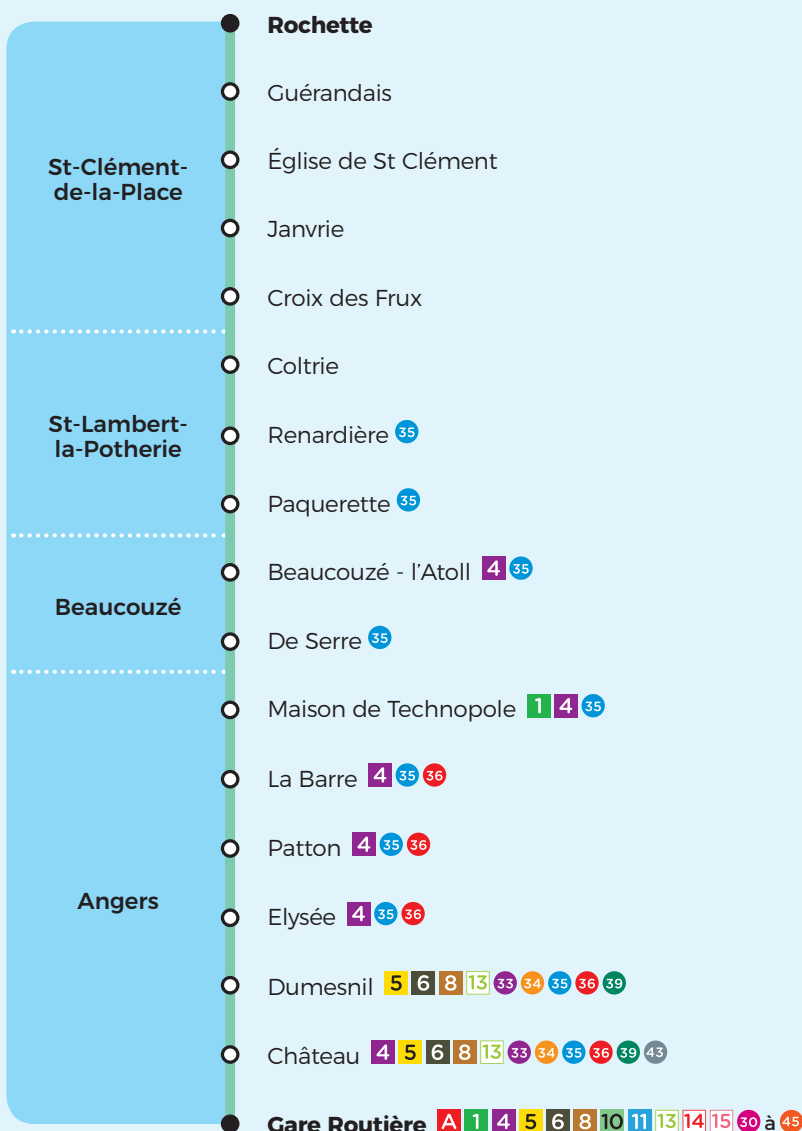 Rochette
Guérandais
St-Clément-
de-la-Place
Église de St Clément
Janvrie
Croix des Frux
Coltrie
St-Lambert-
la-Potherie
Renardière 35
Paquerette 35
Beaucouzé - l'Atoll 4 35
Beaucouzé
De Serre 35
Maison de Technopole 1 4 35
La Barre 4 35 36
Patton 4 35 36
Angers
Elysée 4 35 36
Dumesnil 5 6 8 13 33 34 35 36 39
Château 4 5 6 8 13 33 34 35 36 39 43
Gare Routière A 1 4 5 6 8 10 11 13 14 15 30 à 45